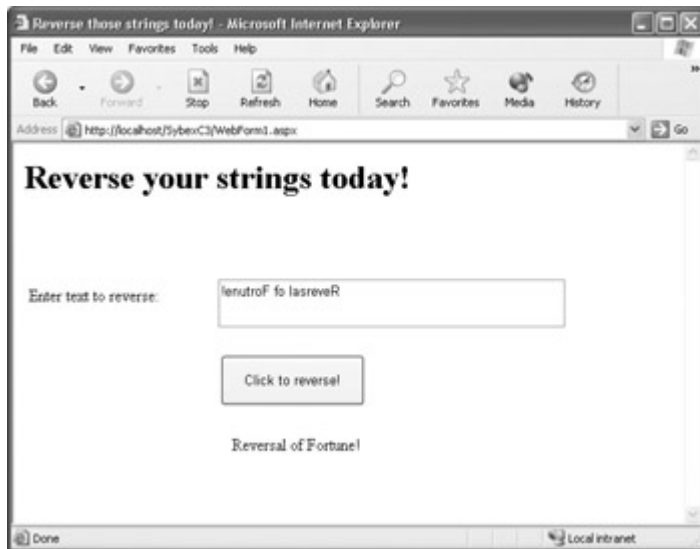 Reverse those strings today! - Microsoft Internet Explorer
File Edit View Favorites Tools Help
Back Forward Stop Refresh Home Search Favorites Media History
Address http://localhost/SybexC3/WebForm1.aspx Go
Reverse your strings today!
Enter text to reverse: !enutroF fo lasreveR
Click to reverse!
Reversal of Fortune!
Done Local intranet